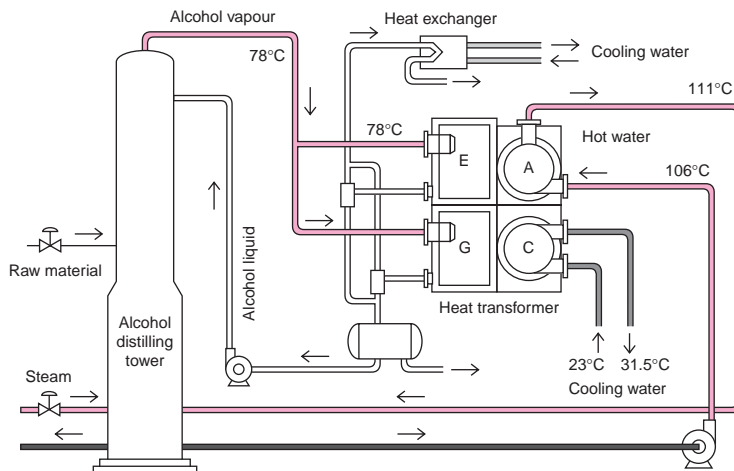 Alcohol vapour
Heat exchanger
78°C
Cooling water
111°C
78°C
Hot water
E
A
106°C
Raw material
Alcohol liquid
G
C
Heat transformer
Alcohol
distilling
tower
Steam
23°C
31.5°C
Cooling water